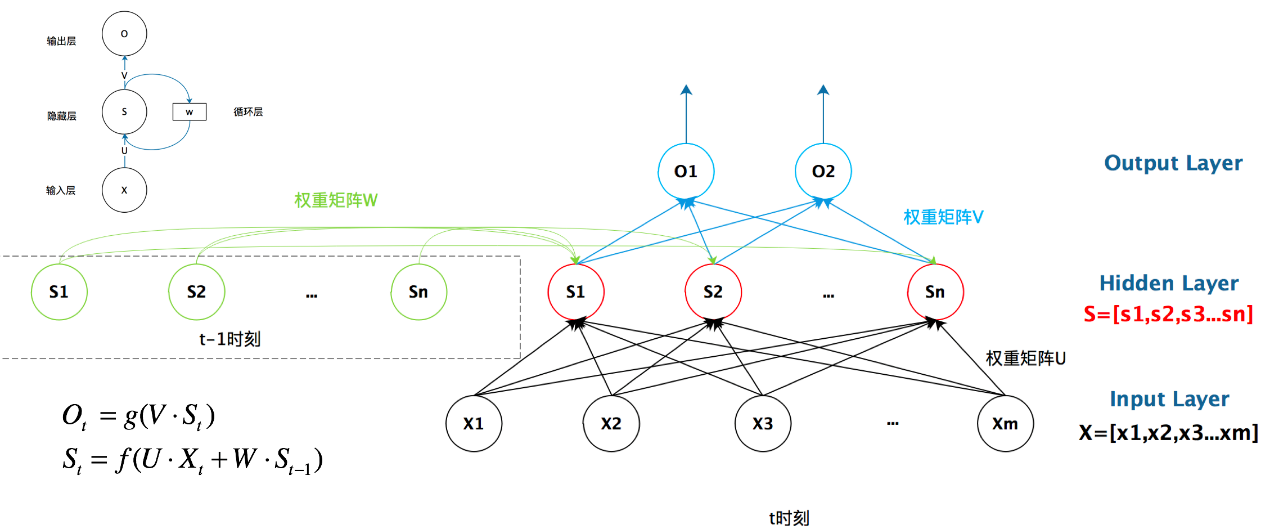 输出层
O
V
隐藏层
S
w
循环层
U
输入层
X
权重矩阵W
O1
O2
Output Layer
权重矩阵V
S1
S2
...
Sn
t-1时刻
S1
S2
...
Sn
Hidden Layer
S=[s1,s2,s3...sn]
权重矩阵U
X1
X2
X3
...
Xm
Input Layer
X=[x1,x2,x3...xm]
O_t = g(V · S_t)
S_t = f(U · X_t + W · S_{t-1})
t时刻